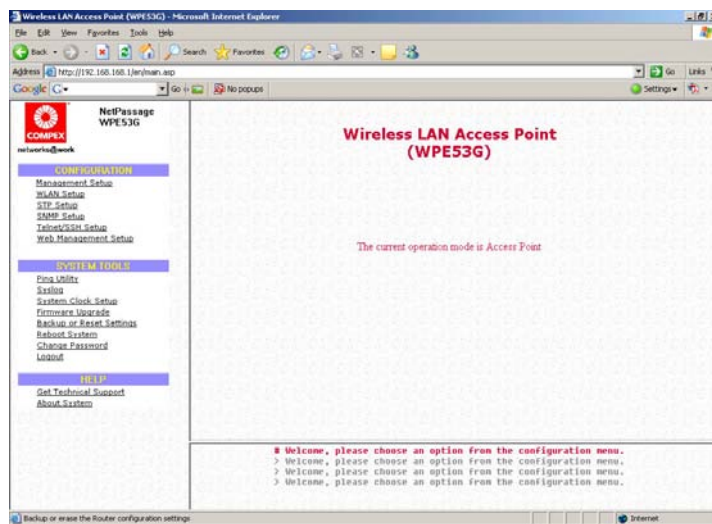 Wireless LAN Access Point (WPE53G) - Microsoft Internet Explorer
File Edit View Favorites Tools Help
Back Search Favorites
Address http://192.168.168.1/en/main.asp Go Links
Google G Go No popups Settings
COMPEX
networks@work
NetPassage
WPE53G
CONFIGURATION
Management Setup
WLAN Setup
STP Setup
SNMP Setup
Telnet/SSH Setup
Web Management Setup
SYSTEM TOOLS
Ping Utility
Syslog
System Clock Setup
Firmware Upgrade
Backup or Reset Settings
Reboot System
Change Password
Logout
HELP
Get Technical Support
About System
Wireless LAN Access Point
(WPE53G)
The current operation mode is Access Point
# Welcome, please choose an option from the configuration menu.
> Welcome, please choose an option from the configuration menu.
> Welcome, please choose an option from the configuration menu.
> Welcome, please choose an option from the configuration menu.
Backup or erase the Router configuration settings Internet